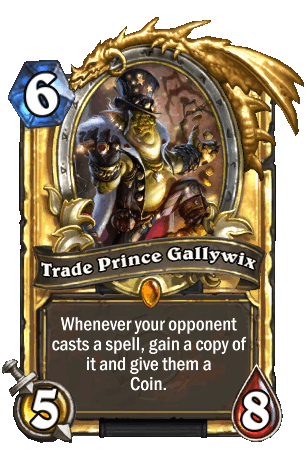 6
Trade Prince Gallywix
Whenever your opponent
casts a spell, gain a copy of
it and give them a
Coin.
5
8